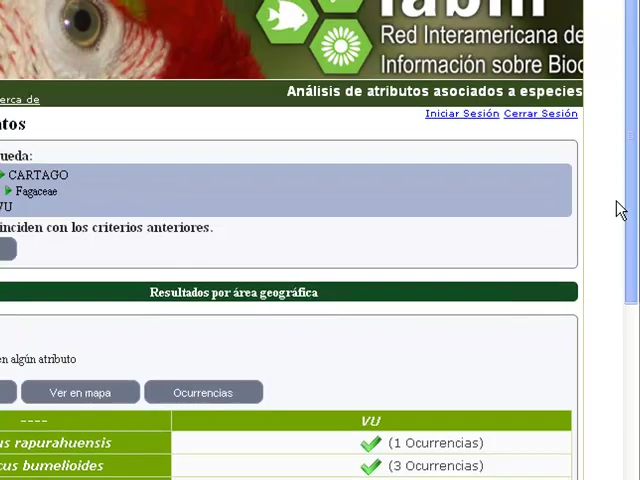 Red Interamericana de
Información sobre Biod
Análisis de atributos asociados a especies
erca de
Iniciar Sesión Cerrar Sesión
tos
ueda:
CARTAGO
Fagaceae
VU
inciden con los criterios anteriores.
Resultados por área geográfica
en algún atributo
Ver en mapa
Ocurrencias
---- VU
us rapurahuensis (1 Ocurrencias)
cus bumelioides (3 Ocurrencias)